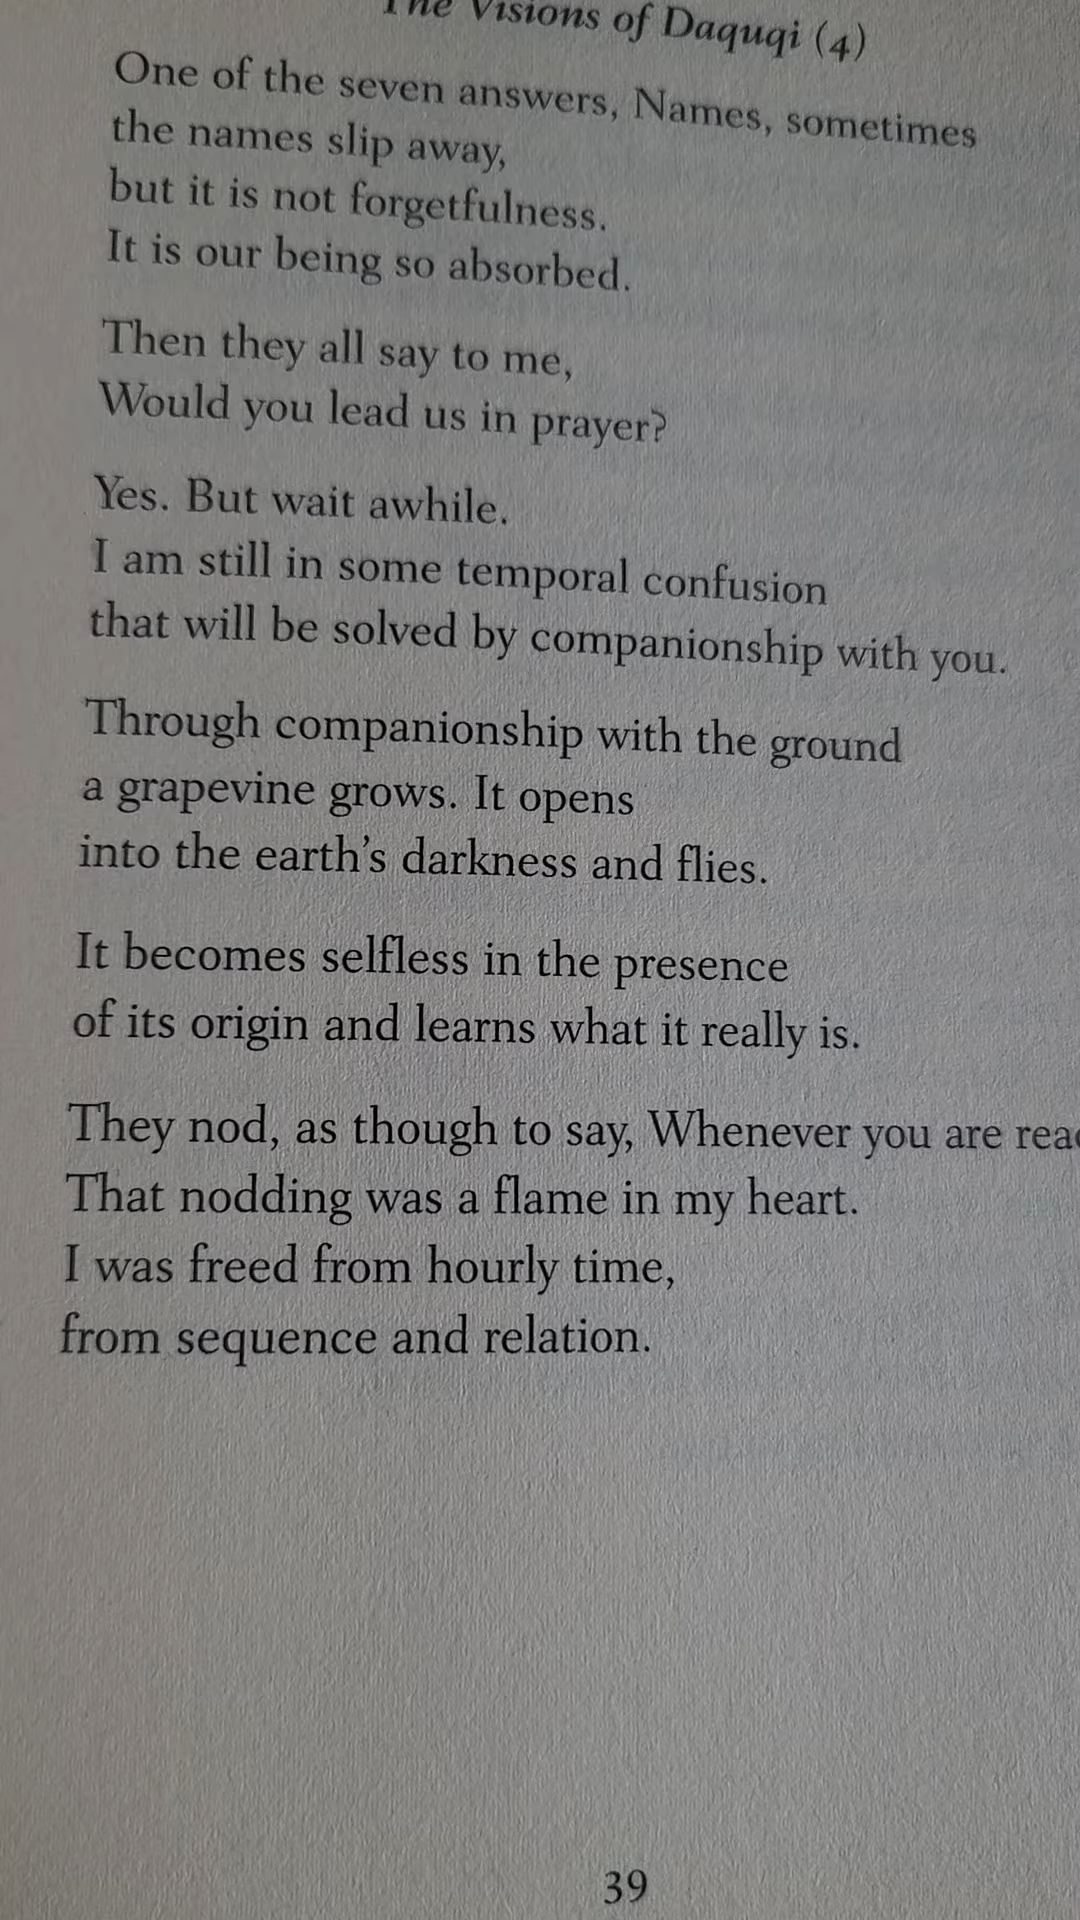 The Visions of Daquqi (4)
One of the seven answers, Names, sometimes
the names slip away,
but it is not forgetfulness.
It is our being so absorbed.
Then they all say to me,
Would you lead us in prayer?
Yes. But wait awhile.
I am still in some temporal confusion
that will be solved by companionship with you.
Through companionship with the ground
a grapevine grows. It opens
into the earth's darkness and flies.
It becomes selfless in the presence
of its origin and learns what it really is.
They nod, as though to say, Whenever you are
That nodding was a flame in my heart.
I was freed from hourly time,
from sequence and relation.
39